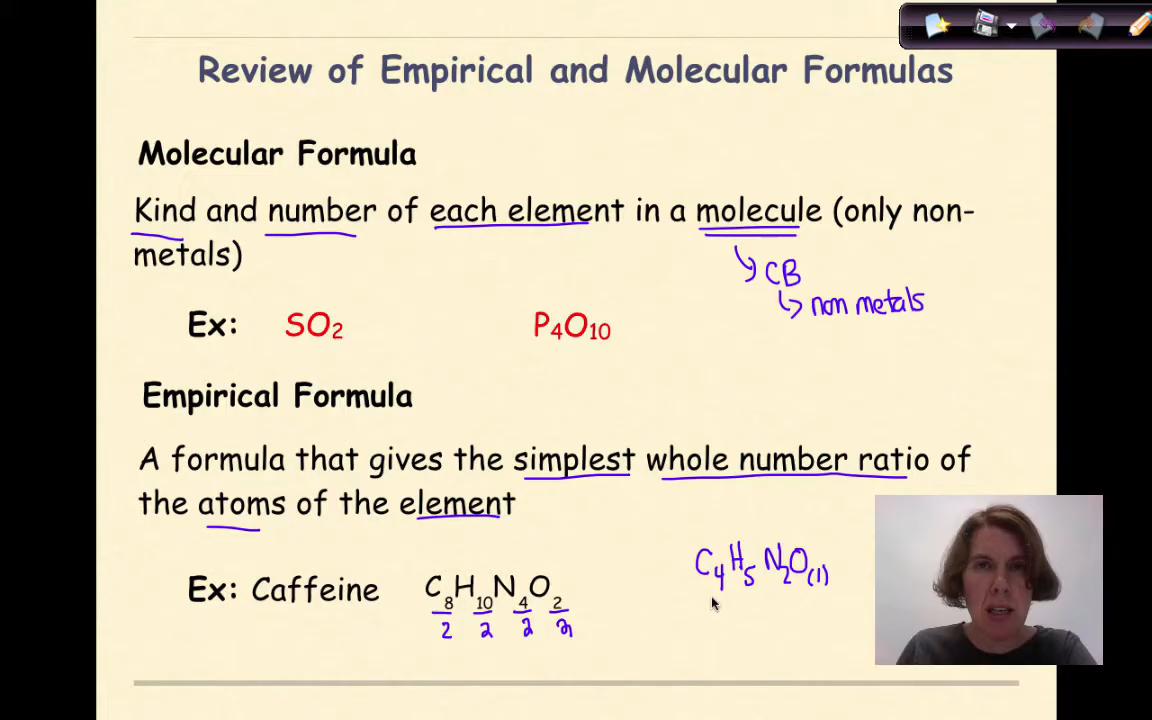 Review of Empirical and Molecular Formulas
Molecular Formula
Kind and number of each element in a molecule (only non-
metals)
CB
non metals
Ex: SO₂ P₄O₁₀
Empirical Formula
A formula that gives the simplest whole number ratio of
the atoms of the element
C₄H₅N₂O₍₁₎
Ex: Caffeine C₈H₁₀N₄O₂
2 2 2 2